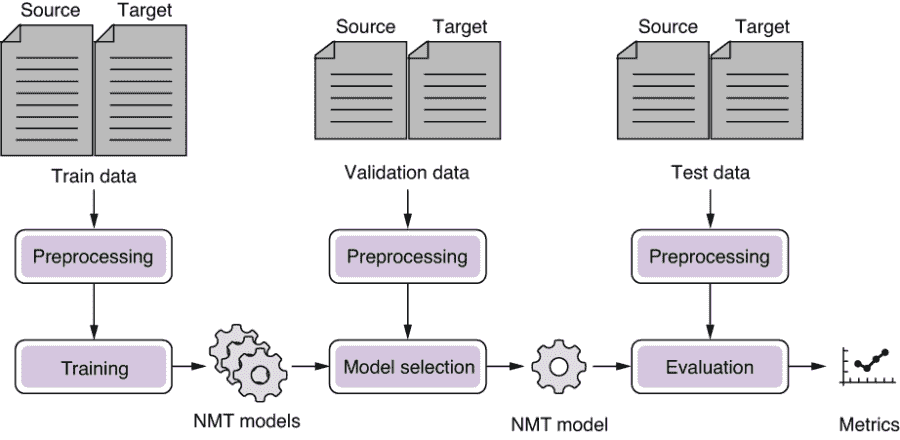 Source Target
Source Target
Source Target
Train data
Validation data
Test data
Preprocessing
Preprocessing
Preprocessing
Training
Model selection
Evaluation
NMT models
NMT model
Metrics